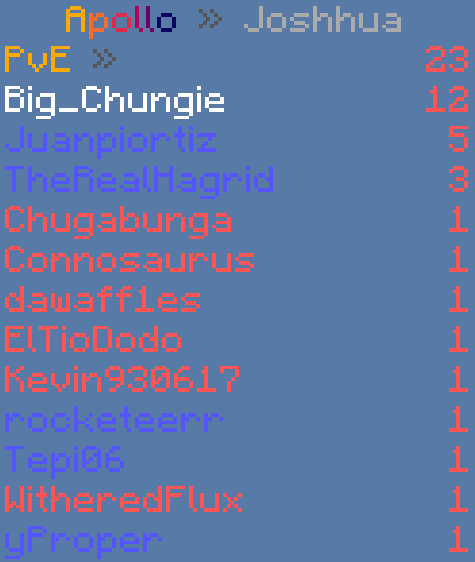 Apollo » Joshhua
PvE » 23
Big_Chungie 12
Juanpiortiz 5
TheRealHagrid 3
Chugabunga 1
Connosaurus 1
dawaff1es 1
ElTioDodo 1
Kevin930617 1
rocketeerr 1
Tepi06 1
WitheredFlux 1
yProper 1